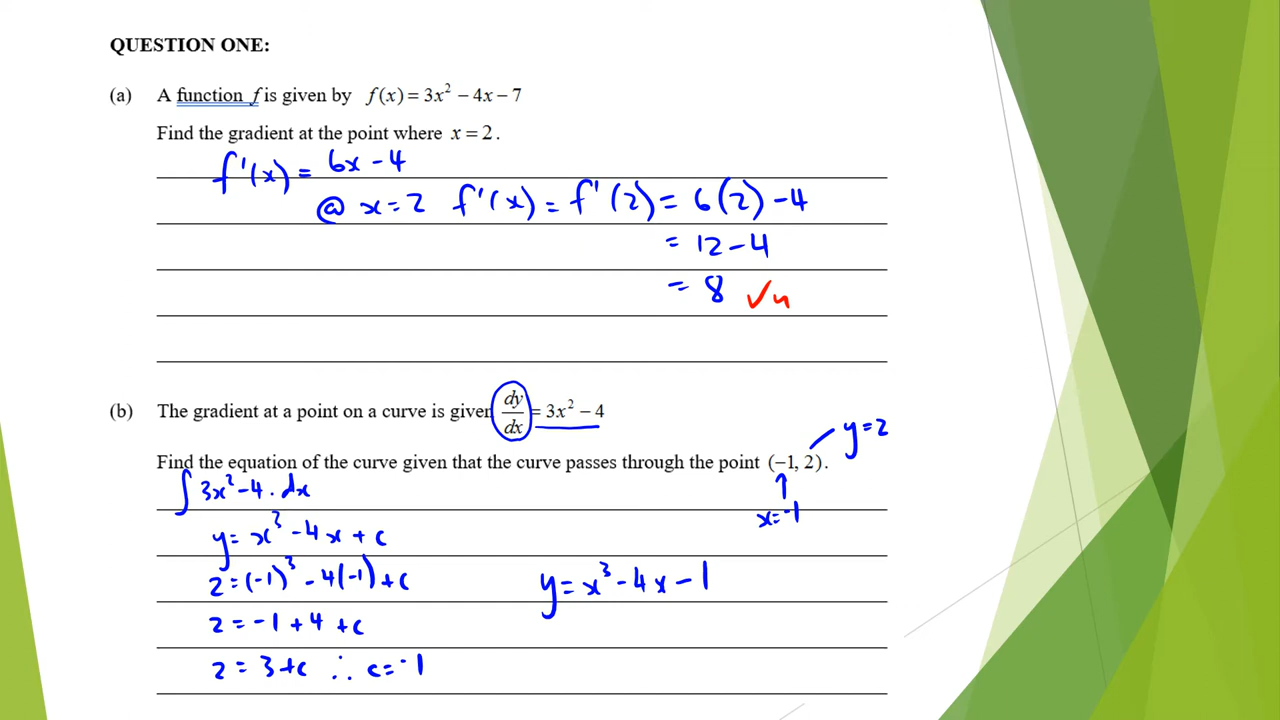 QUESTION ONE:
(a) A function f is given by f(x) = 3x² − 4x − 7
Find the gradient at the point where x = 2.
f'(x) = 6x − 4
@ x = 2 f'(x) = f'(2) = 6(2) − 4
= 12 − 4
= 8 ✓u
(b) The gradient at a point on a curve is given dy/dx = 3x² − 4
y = 2
Find the equation of the curve given that the curve passes through the point (−1, 2).
∫ 3x² − 4 . dx
x = −1
y = x³ − 4x + c
2 = (−1)³ − 4(−1) + c
y = x³ − 4x − 1
2 = −1 + 4 + c
2 = 3 + c ∴ c = −1